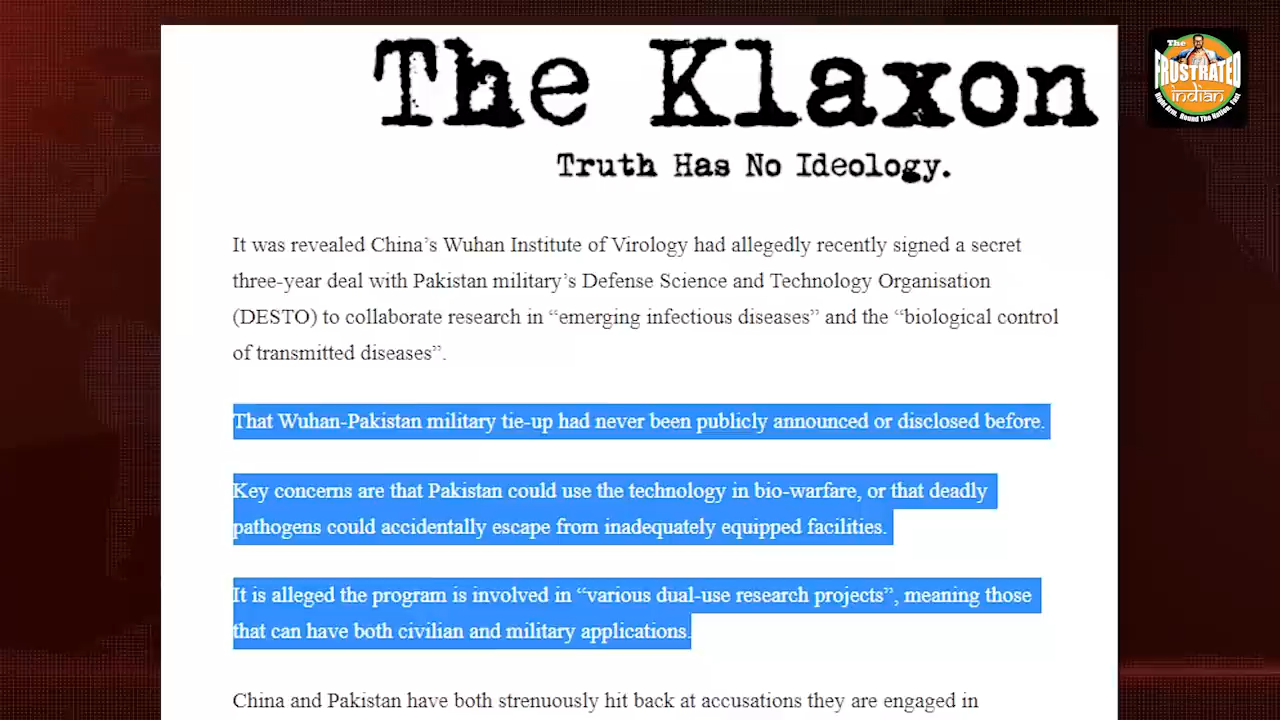 The Klaxon
Truth Has No Ideology.
The
FRUSTRATED
indian
Right Arm. Round The Nation. Fast
It was revealed China’s Wuhan Institute of Virology had allegedly recently signed a secret
three-year deal with Pakistan military’s Defense Science and Technology Organisation
(DESTO) to collaborate research in “emerging infectious diseases” and the “biological control
of transmitted diseases”.
That Wuhan-Pakistan military tie-up had never been publicly announced or disclosed before.
Key concerns are that Pakistan could use the technology in bio-warfare, or that deadly
pathogens could accidentally escape from inadequately equipped facilities.
It is alleged the program is involved in “various dual-use research projects”, meaning those
that can have both civilian and military applications.
China and Pakistan have both strenuously hit back at accusations they are engaged in